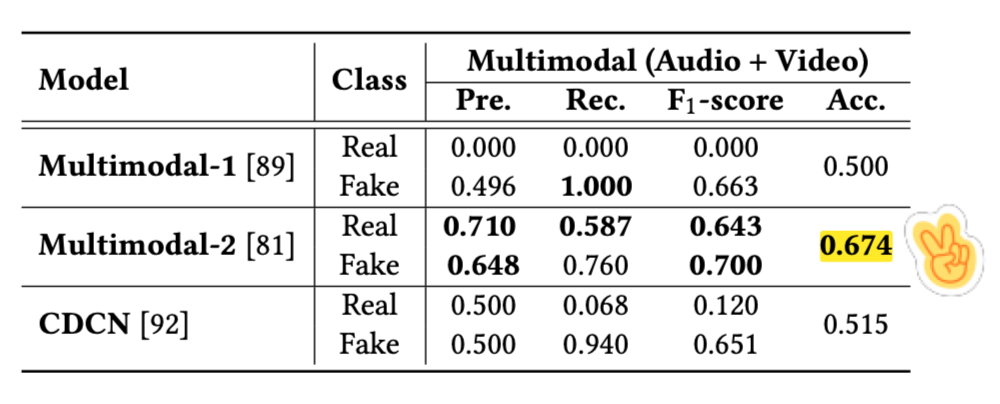 Model Class Multimodal (Audio + Video)
Pre. Rec. F₁-score Acc.
Multimodal-1 [89] Real 0.000 0.000 0.000 0.500
Fake 0.496 1.000 0.663
Multimodal-2 [81] Real 0.710 0.587 0.643 0.674
Fake 0.648 0.760 0.700
CDCN [92] Real 0.500 0.068 0.120 0.515
Fake 0.500 0.940 0.651